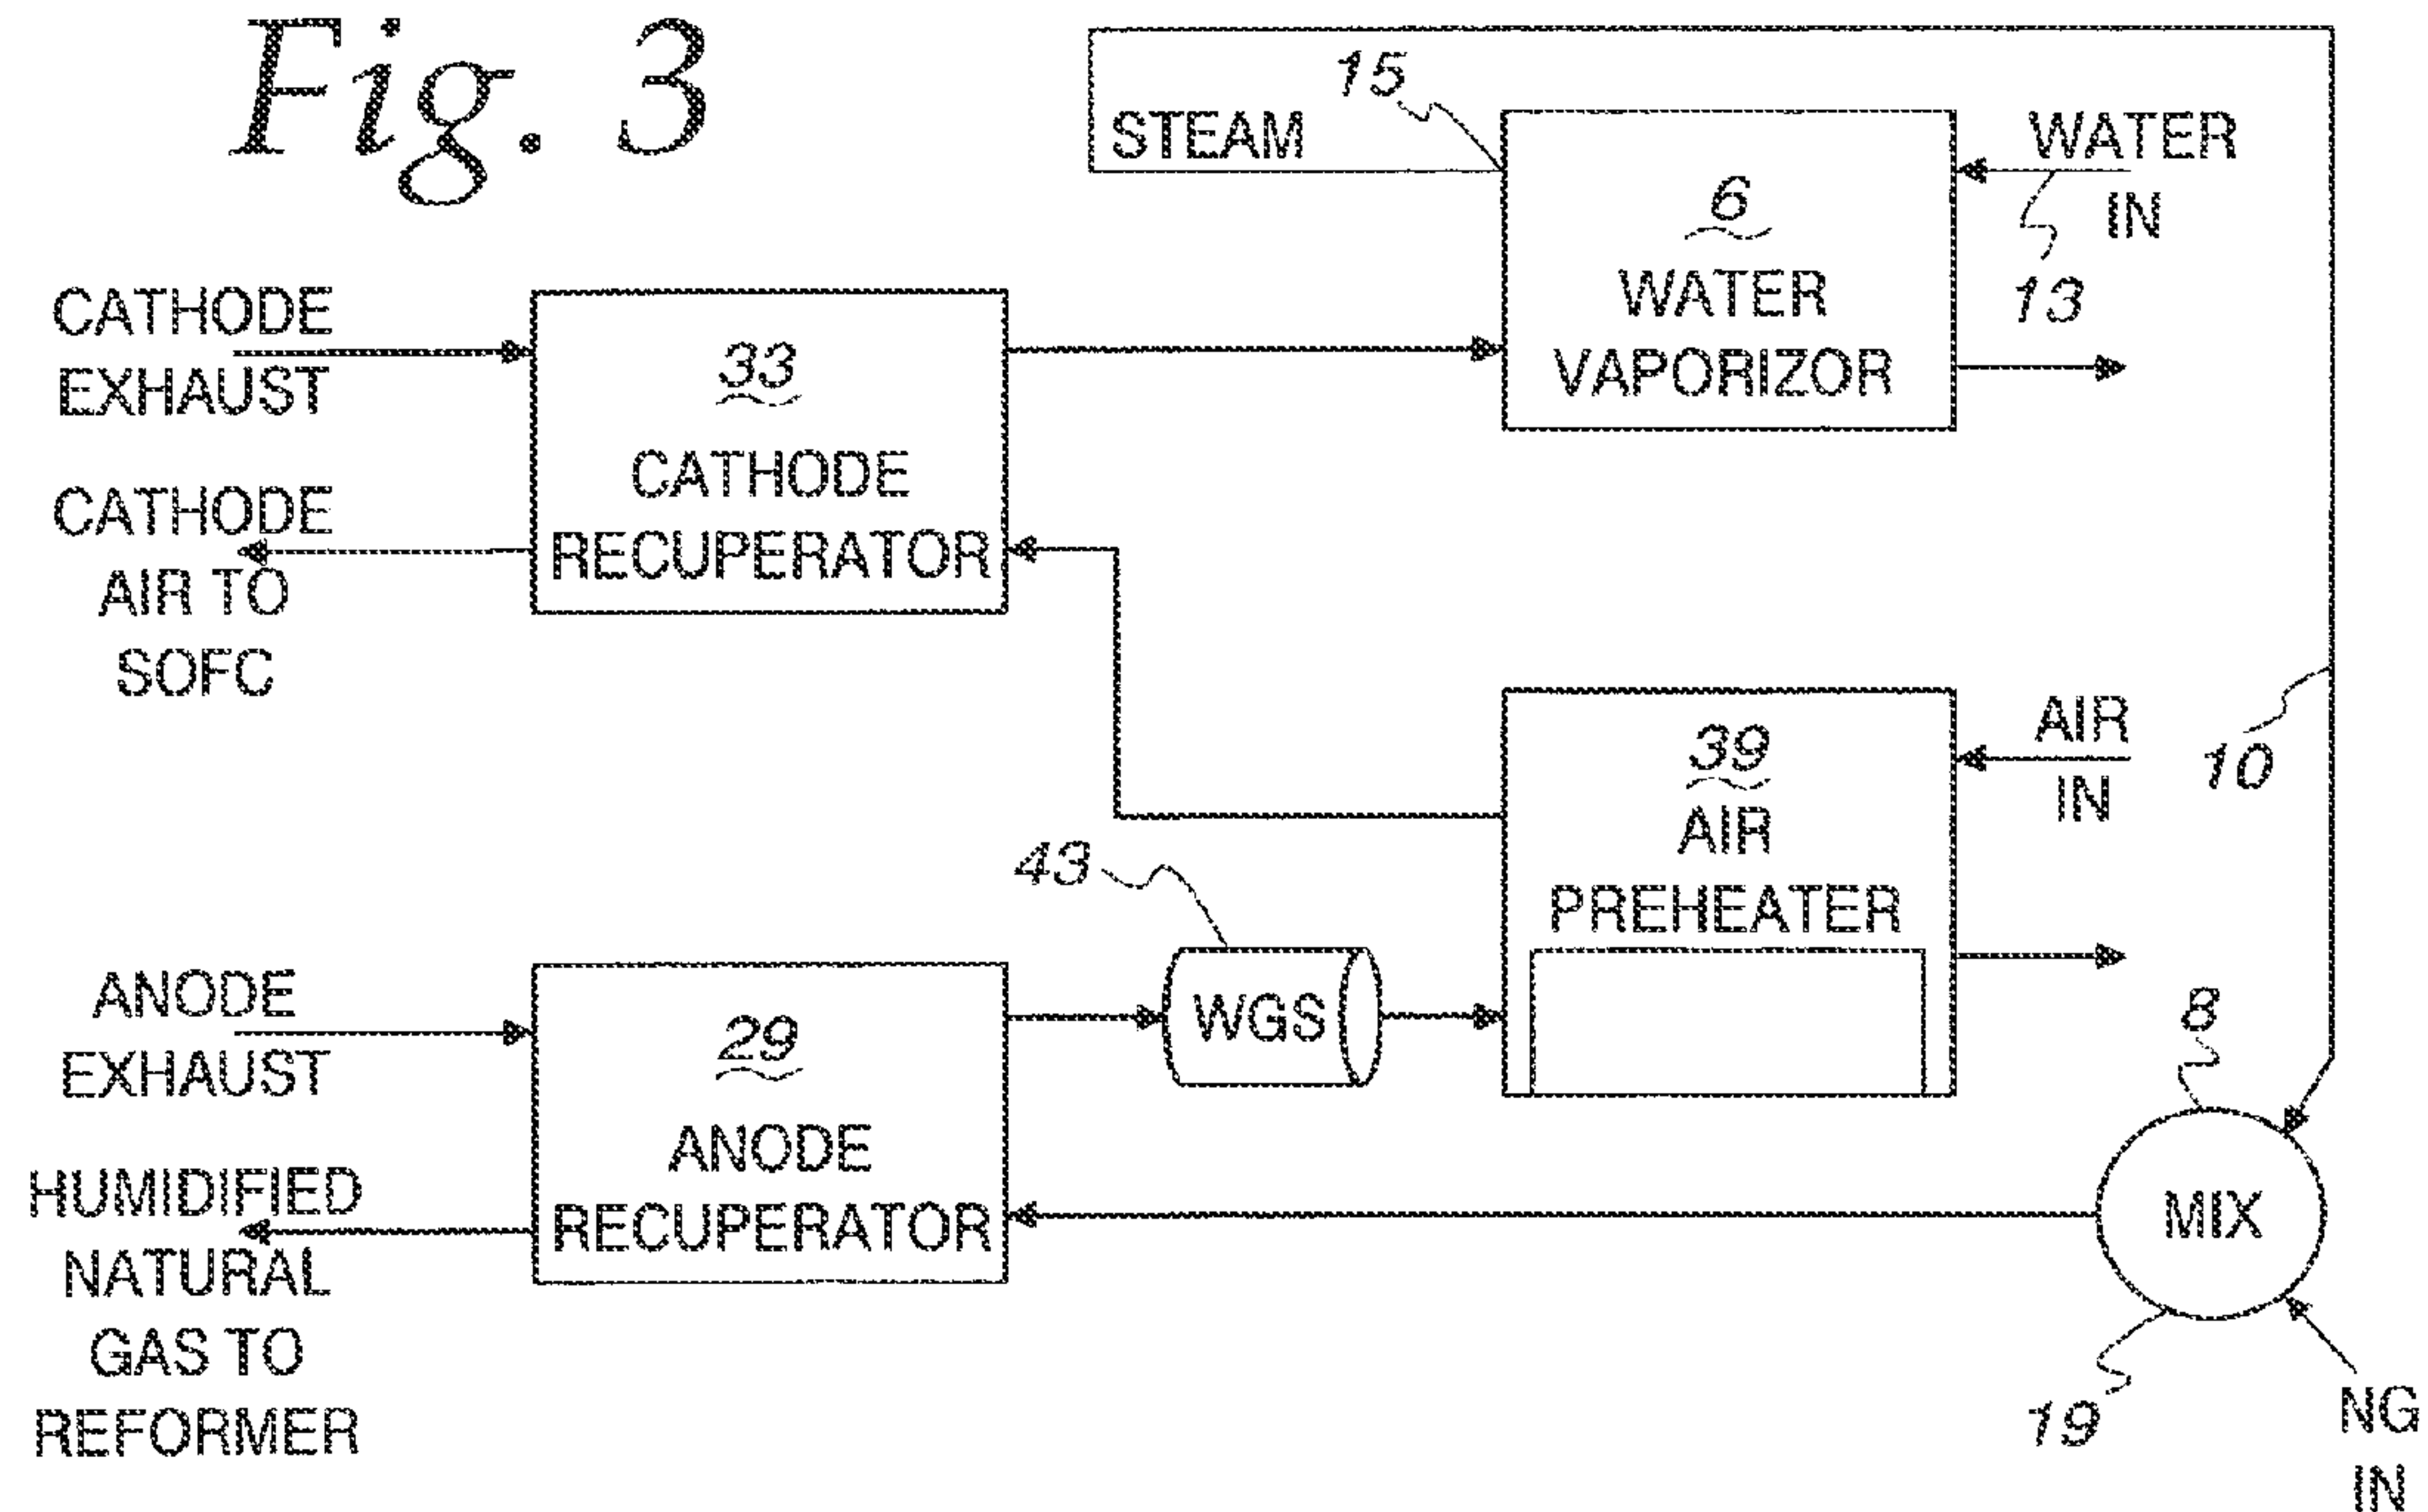 Fig. 3
15
STEAM
WATER
IN
13
6
WATER
VAPORIZOR
CATHODE
EXHAUST
33
CATHODE
RECUPERATOR
CATHODE
AIR TO
SOFC
10
AIR
IN
39
AIR
PREHEATER
43
WGS
ANODE
EXHAUST
29
ANODE
RECUPERATOR
8
MIX
19
NG
IN
HUMIDIFIED
NATURAL
GAS TO
REFORMER